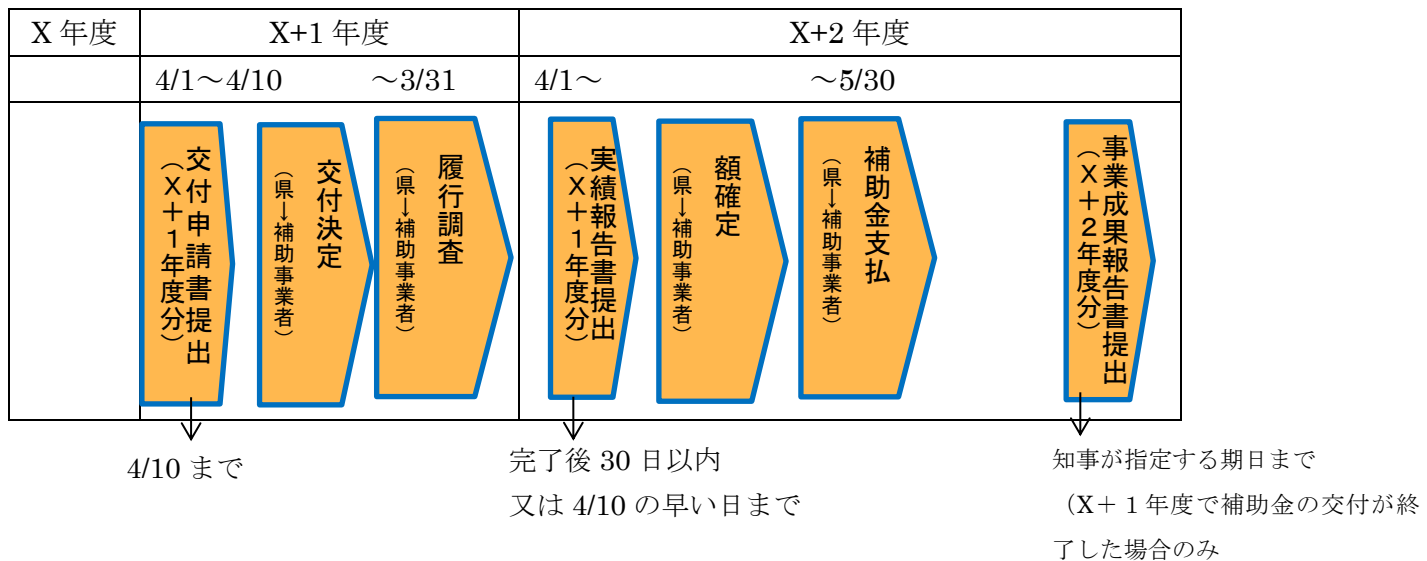 X 年度
X+1 年度
X+2 年度
4/1～4/10
～3/31
4/1～
～5/30
交付申請書提出
（X＋1年度分）
交付決定
（県→補助事業者）
履行調査
（県→補助事業者）
実績報告書提出
（X＋1年度分）
額確定
（県→補助事業者）
補助金支払
（県→補助事業者）
事業成果報告書提出
（X＋2年度分）
4/10 まで
完了後 30 日以内
又は 4/10 の早い日まで
知事が指定する期日まで
（X＋１年度で補助金の交付が終
了した場合のみ